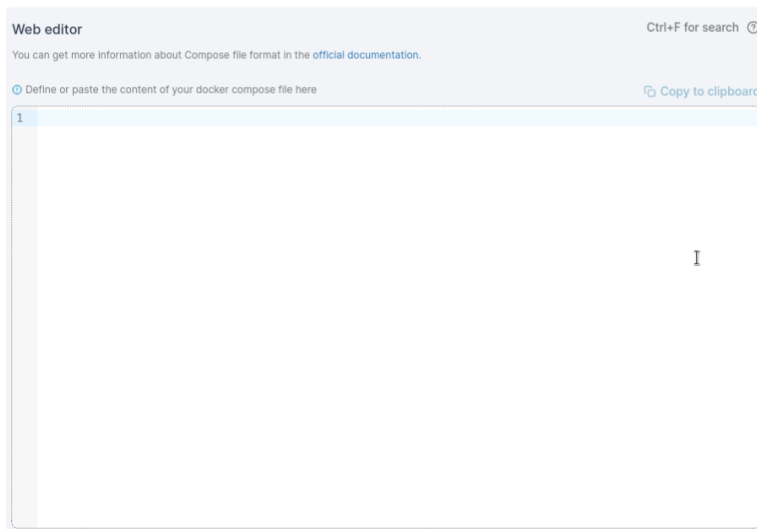 Web editor
Ctrl+F for search
You can get more information about Compose file format in the official documentation.
Define or paste the content of your docker compose file here
Copy to clipboard
1